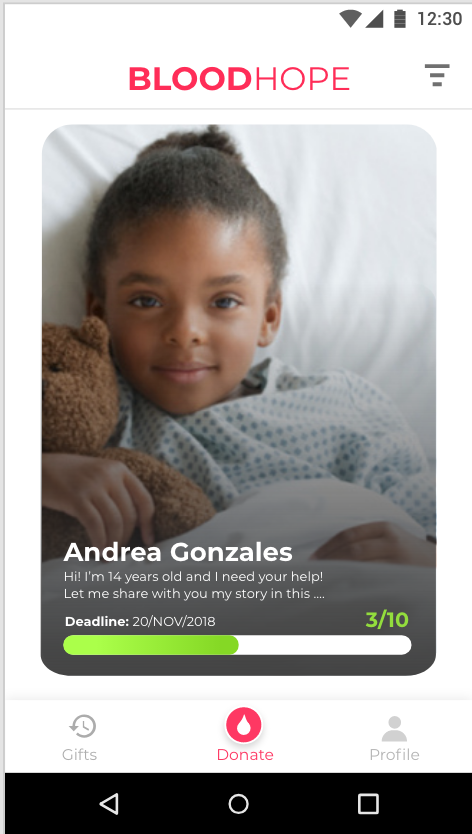 12:30
BLOODHOPE
Andrea Gonzales
Hi! I'm 14 years old and I need your help!
Let me share with you my story in this ....
Deadline: 20/NOV/2018
3/10
Gifts
Donate
Profile